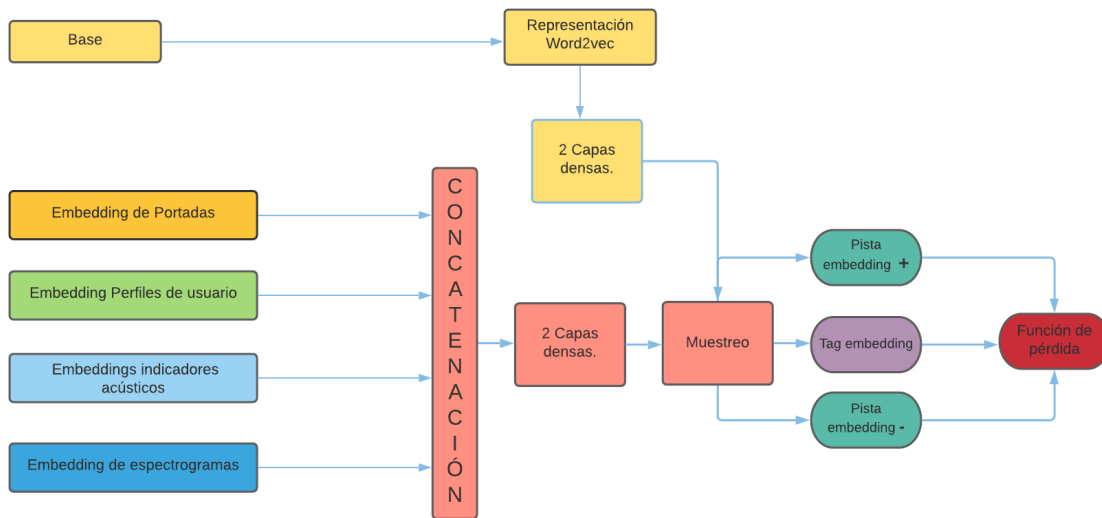 Base
Representación
Word2vec
2 Capas
densas.
Embedding de Portadas
Embedding Perfiles de usuario
Embeddings indicadores
acústicos
Embedding de espectrogramas
CONCATENACIÓN
2 Capas
densas.
Muestreo
Pista
embedding +
Tag embedding
Pista
embedding -
Función de
pérdida